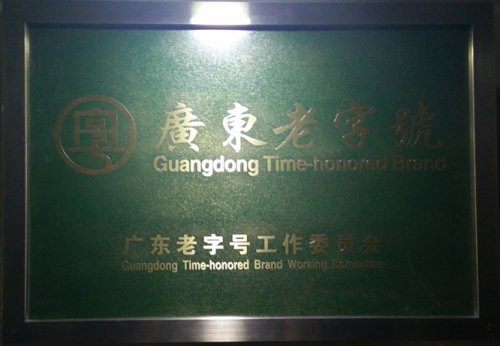 廣東老字號
Guangdong Time-honored Brand
广东老字号工作委员会
Guangdong Time-honored Brand Working Committee